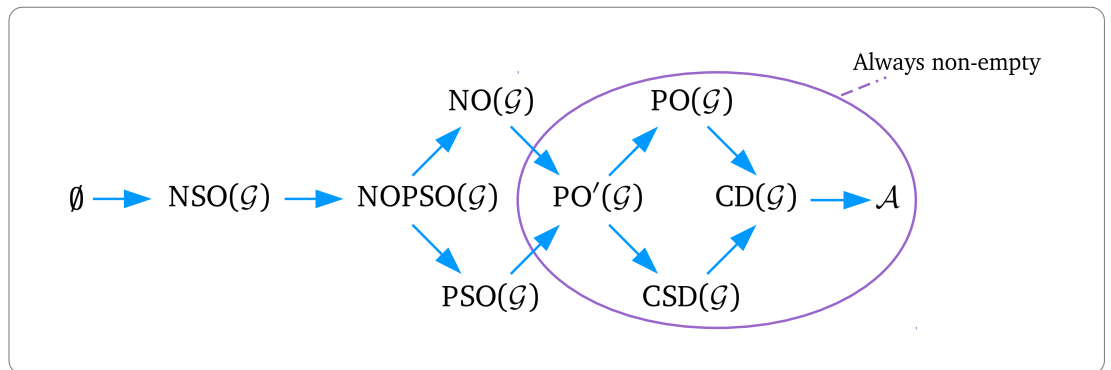 Always non-empty
NO(𝒢) PO(𝒢)
∅ NSO(𝒢) NOPSO(𝒢) PO′(𝒢) CD(𝒢) 𝒜
PSO(𝒢) CSD(𝒢)